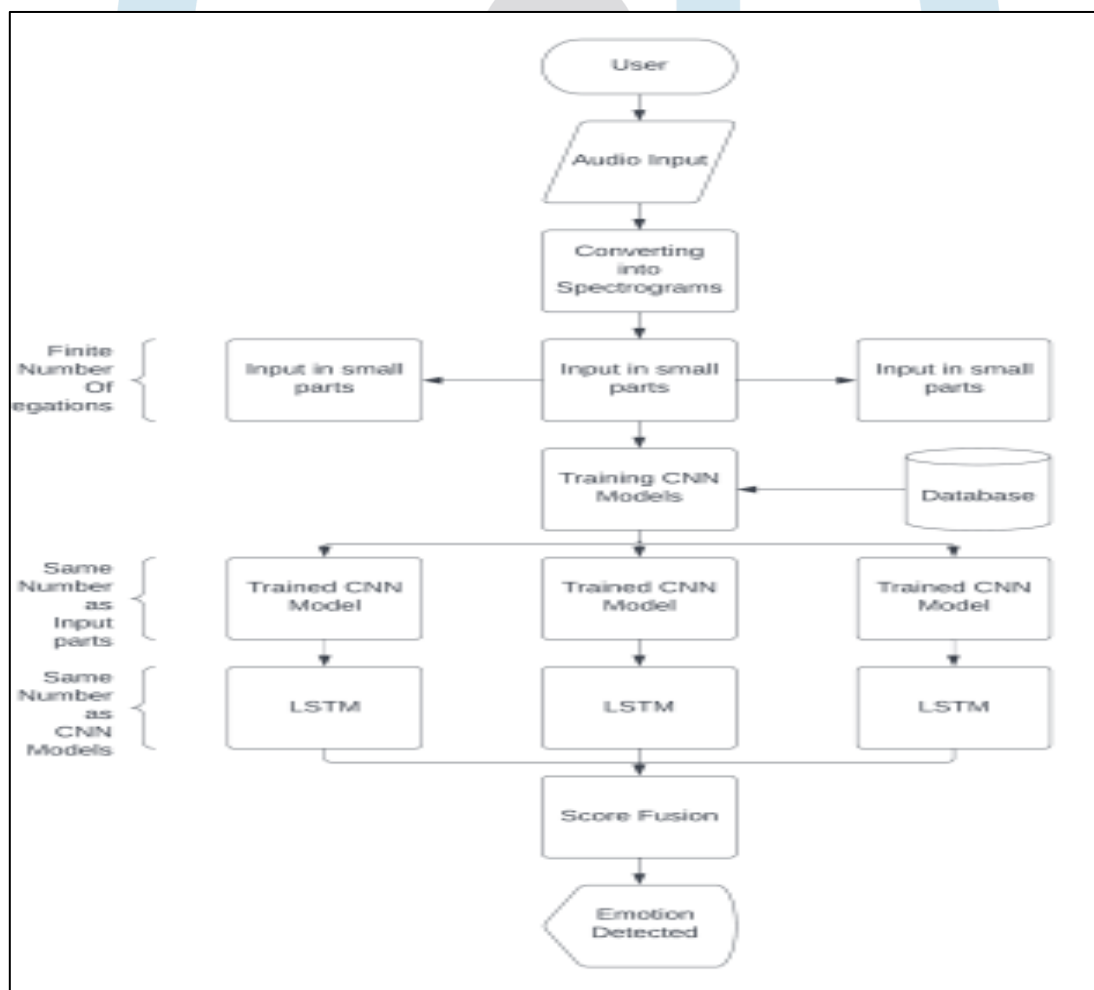 User
Audio Input
Converting
into
Spectrograms
Finite
Number
Of
egations
Input in small
parts
Input in small
parts
Input in small
parts
Training CNN
Models
Database
Same
Number
as
Input
parts
Trained CNN
Model
Trained CNN
Model
Trained CNN
Model
Same
Number
as
CNN
Models
LSTM
LSTM
LSTM
Score Fusion
Emotion
Detected